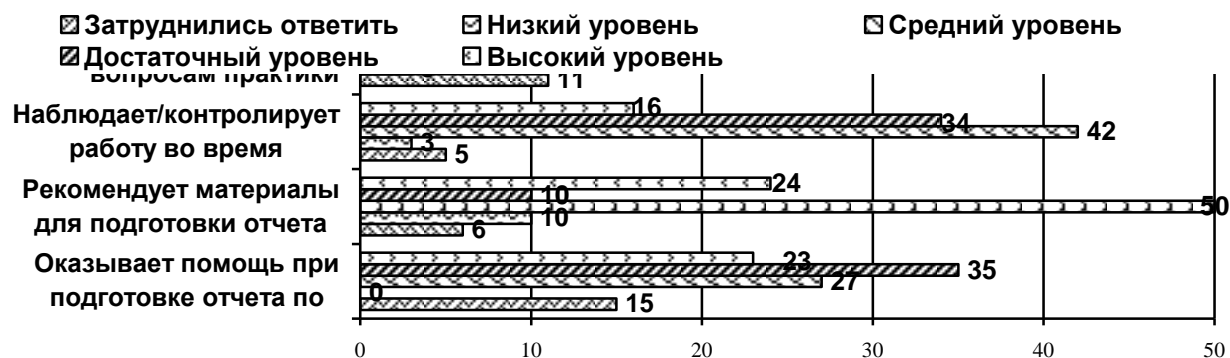 Затруднились ответить Низкий уровень Средний уровень
Достаточный уровень Высокий уровень
вопросам практики
11
Наблюдает/контролирует
работу во время
16
34
42
3
5
Рекомендует материалы
для подготовки отчета
24
10
50
10
6
Оказывает помощь при
подготовке отчета по
23
35
27
0
15
0 10 20 30 40 50